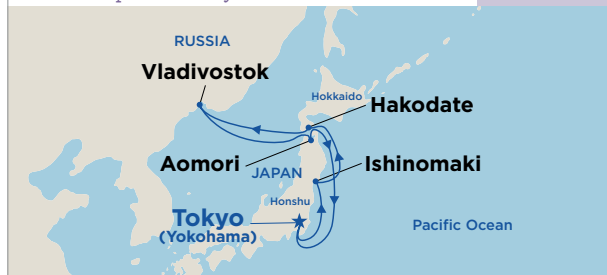 RUSSIA
Vladivostok
Hokkaido
Hakodate
Aomori
JAPAN
Ishinomaki
Honshu
Tokyo
(Yokohama)
Pacific Ocean